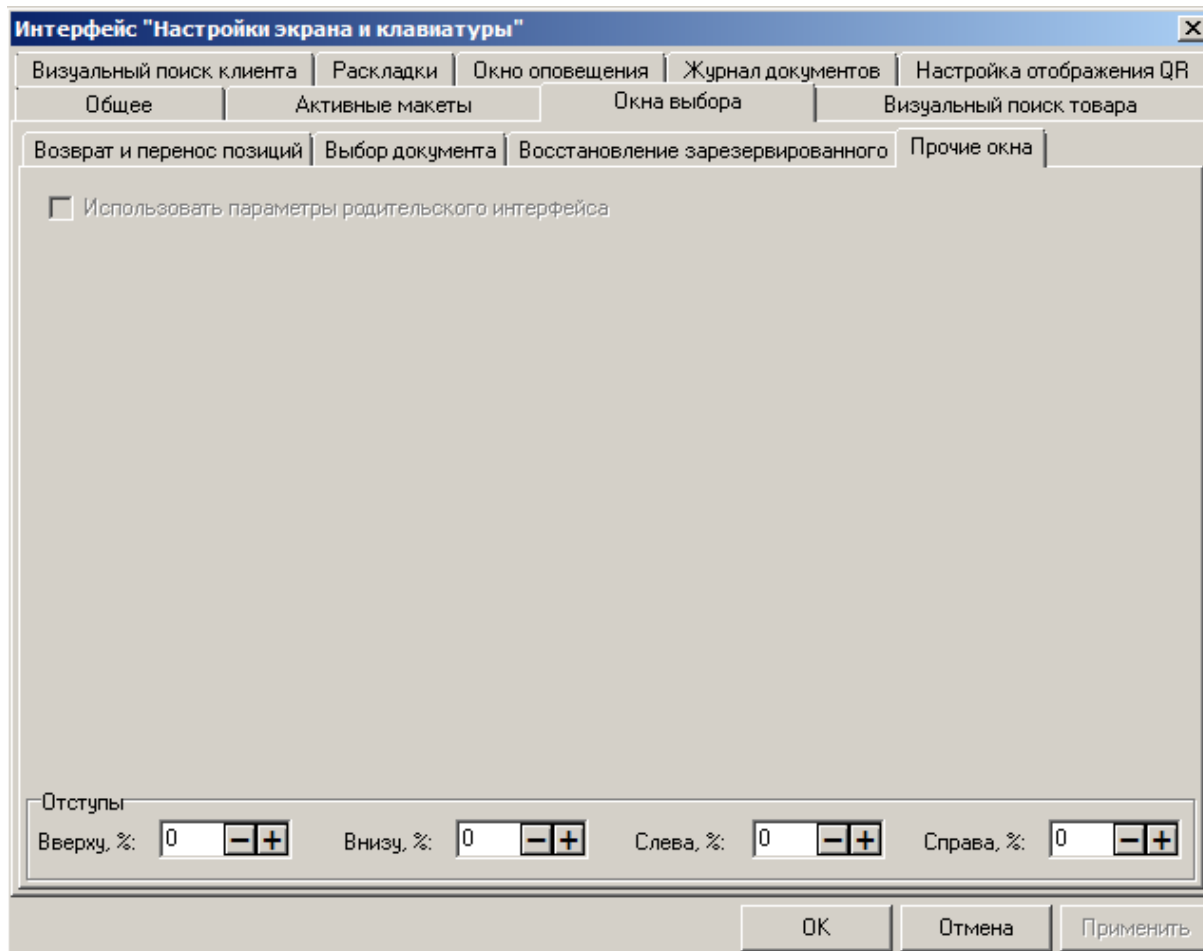 Интерфейс "Настройки экрана и клавиатуры"
Визуальный поиск клиента Раскладки Окно оповещения Журнал документов Настройка отображения QR
Общее Активные макеты Окна выбора Визуальный поиск товара
Возврат и перенос позиций Выбор документа Восстановление зарезервированного Прочие окна
Использовать параметры родительского интерфейса
Отступы
Вверху, %: 0 Внизу, %: 0 Слева, %: 0 Справа, %: 0
OK Отмена Применить